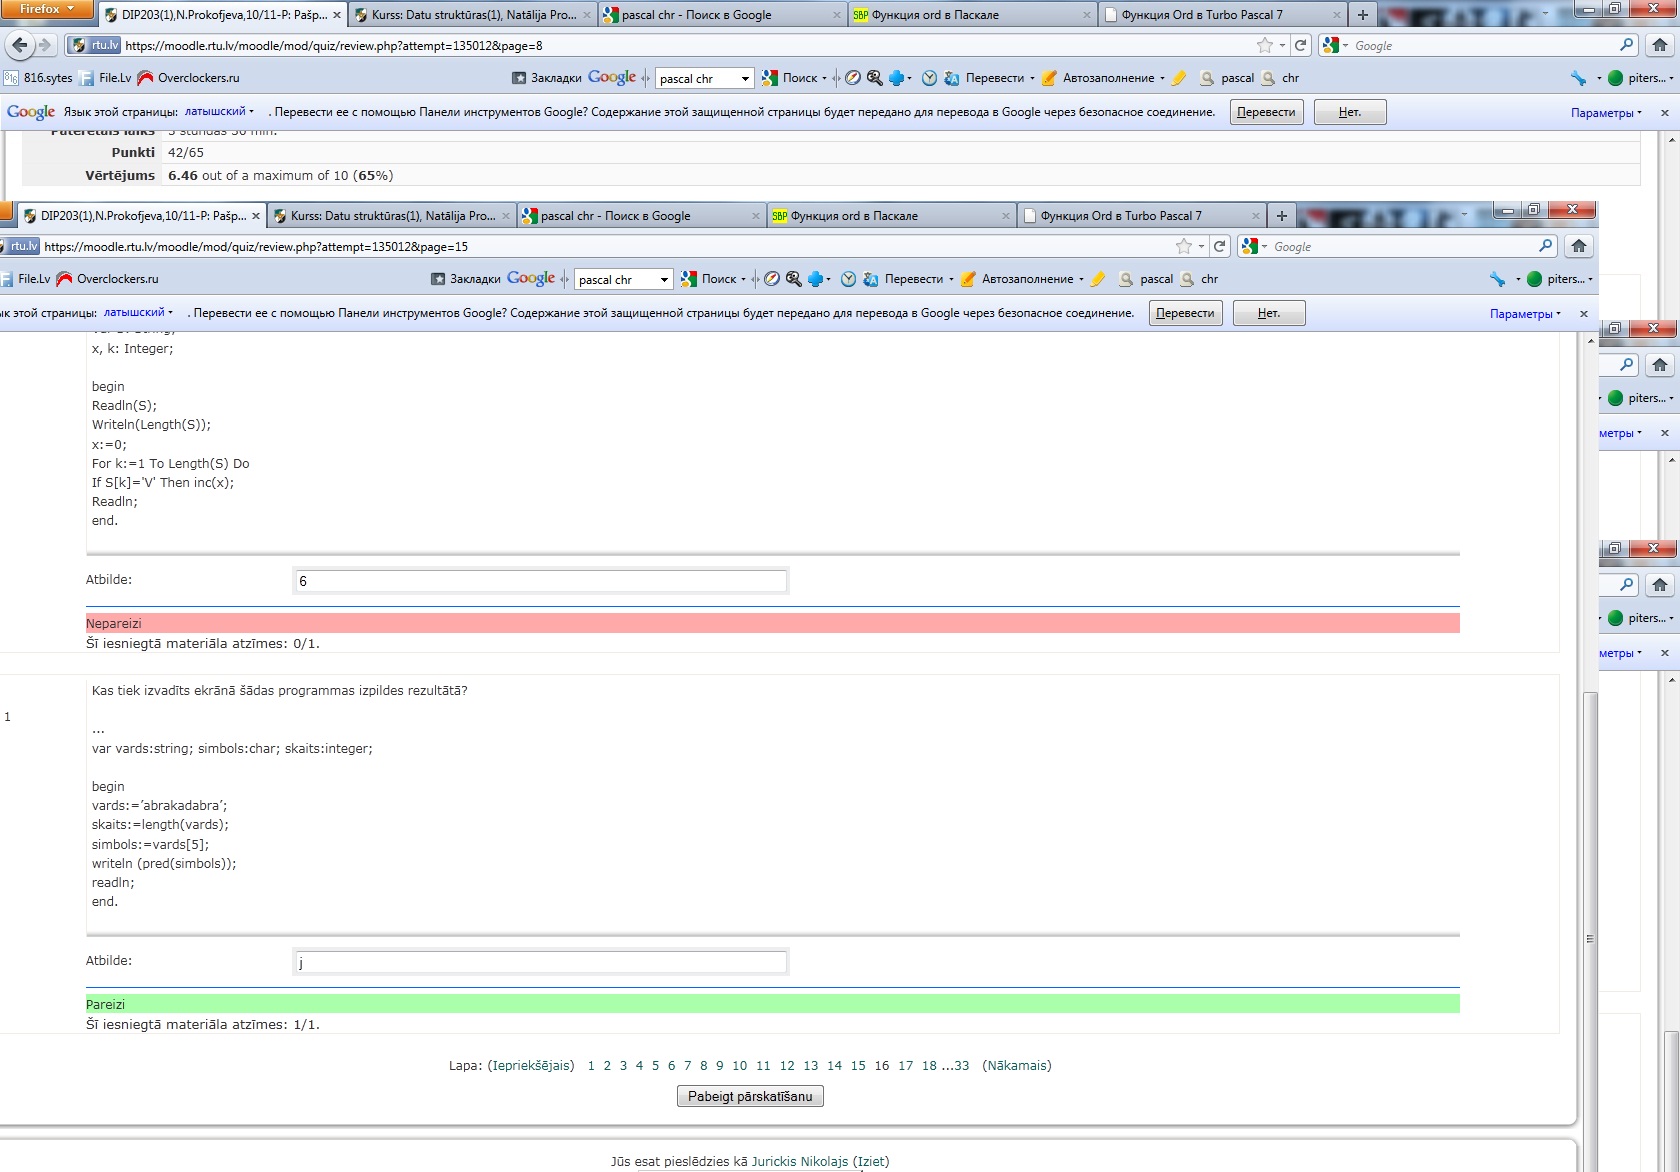 Firefox
DIP203(1),N.Prokofjeva,10/11-P: Pašp...
Kurss: Datu struktūras(1), Natālija Pro...
pascal chr - Поиск в Google
SBP Функция ord в Паскале
Функция Ord в Turbo Pascal 7
rtu.lv https://moodle.rtu.lv/moodle/mod/quiz/review.php?attempt=135012&page=8
Google
816.sytes File.Lv Overclockers.ru
Закладки Google pascal chr Поиск Перевести Автозаполнение pascal chr piters...
Google Язык этой страницы: латышский . Перевести ее с помощью Панели инструментов Google? Содержание этой защищенной страницы будет передано для перевода в Google через безопасное соединение. Перевести Нет. Параметры
Punkti 42/65
Vērtējums 6.46 out of a maximum of 10 (65%)
DIP203(1),N.Prokofjeva,10/11-P: Pašp...
Kurss: Datu struktūras(1), Natālija Pro...
pascal chr - Поиск в Google
SBP Функция ord в Паскале
Функция Ord в Turbo Pascal 7
rtu.lv https://moodle.rtu.lv/moodle/mod/quiz/review.php?attempt=135012&page=15
Google
File.Lv Overclockers.ru
Закладки Google pascal chr Поиск Перевести Автозаполнение pascal chr piters...
к этой страницы: латышский . Перевести ее с помощью Панели инструментов Google? Содержание этой защищенной страницы будет передано для перевода в Google через безопасное соединение. Перевести Нет. Параметры
x, k: Integer;
begin
Readln(S);
Writeln(Length(S));
x:=0;
For k:=1 To Length(S) Do
If S[k]='V' Then inc(x);
Readln;
end.
piters...
метры
Atbilde: 6
Nepareizi
Šī iesniegtā materiāla atzīmes: 0/1.
piters...
метры
1
Kas tiek izvadīts ekrānā šādas programmas izpildes rezultātā?
...
var vards:string; simbols:char; skaits:integer;
begin
vards:=’abrakadabra’;
skaits:=length(vards);
simbols:=vards[5];
writeln (pred(simbols));
readln;
end.
Atbilde: j
Pareizi
Šī iesniegtā materiāla atzīmes: 1/1.
Lapa: (Iepriekšējais) 1 2 3 4 5 6 7 8 9 10 11 12 13 14 15 16 17 18 ...33 (Nākamais)
Pabeigt pārskatīšanu
Jūs esat pieslēdzies kā Jurickis Nikolajs (Iziet)